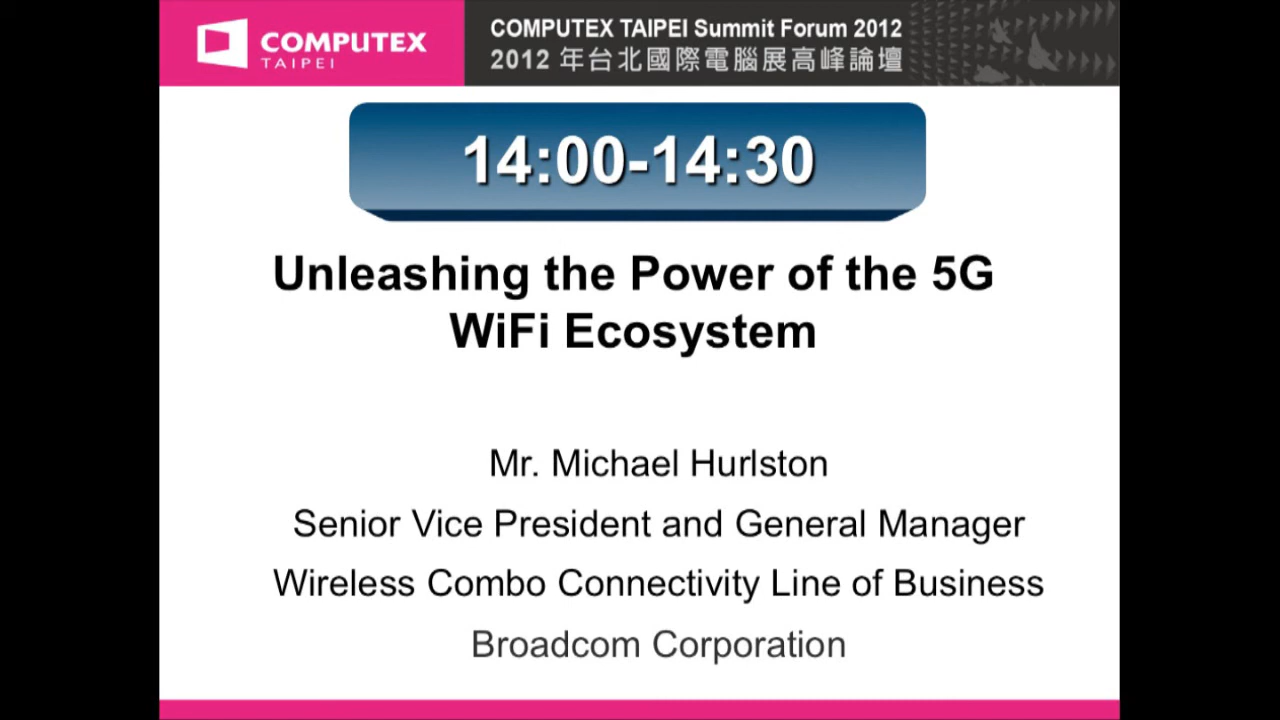 COMPUTEX
TAIPEI
COMPUTEX TAIPEI Summit Forum 2012
2012 年台北國際電腦展高峰論壇
14:00-14:30
Unleashing the Power of the 5G
WiFi Ecosystem
Mr. Michael Hurlston
Senior Vice President and General Manager
Wireless Combo Connectivity Line of Business
Broadcom Corporation